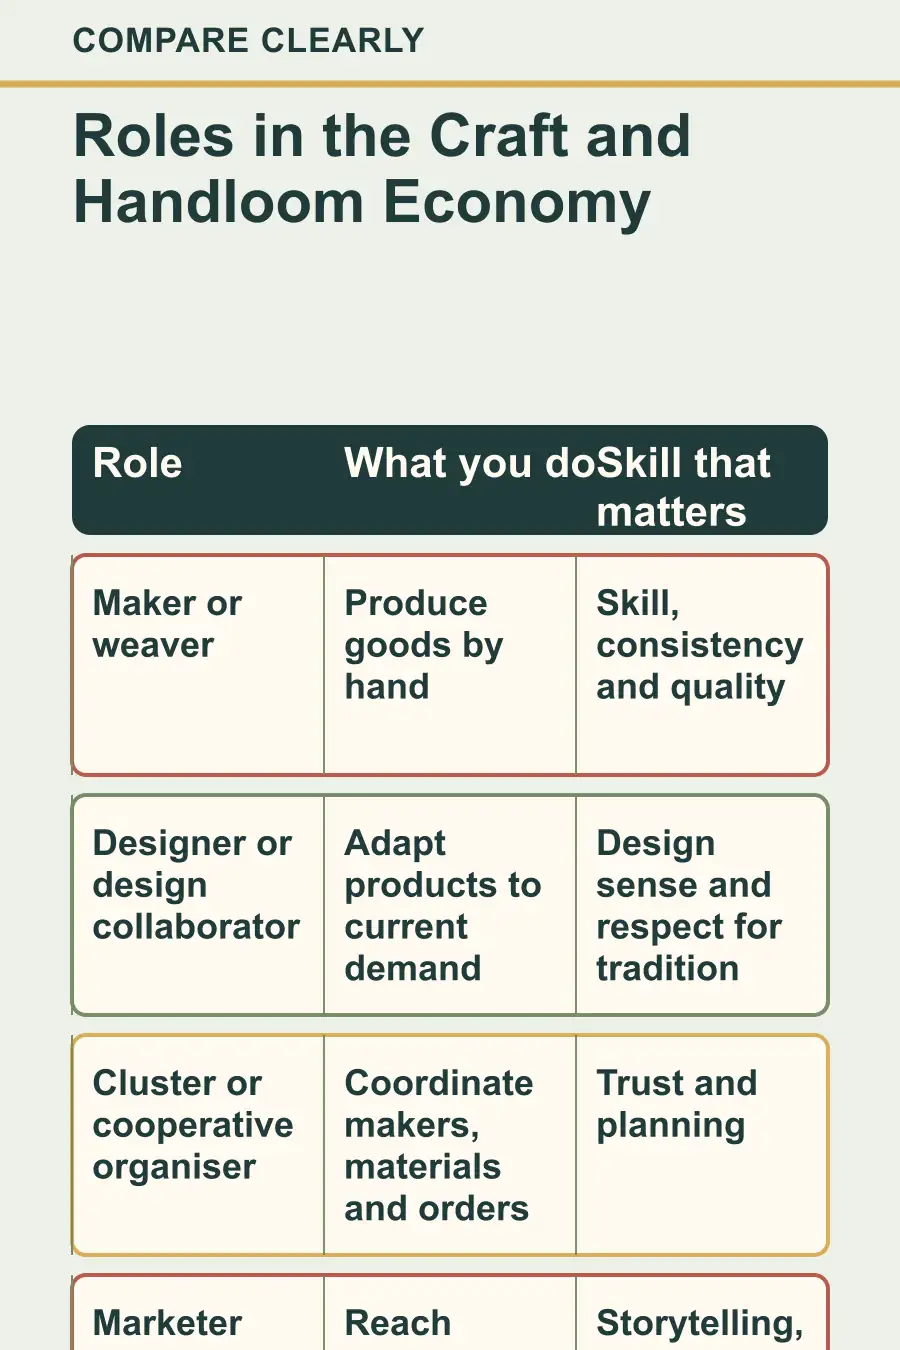 COMPARE CLEARLY
Roles in the Craft and
Handloom Economy
Role
What you do
Skill that
matters
Maker or
weaver
Produce
goods by
hand
Skill,
consistency
and quality
Designer or
design
collaborator
Adapt
products to
current
demand
Design
sense and
respect for
tradition
Cluster or
cooperative
organiser
Coordinate
makers,
materials
and orders
Trust and
planning
Marketer
Reach
Storytelling,